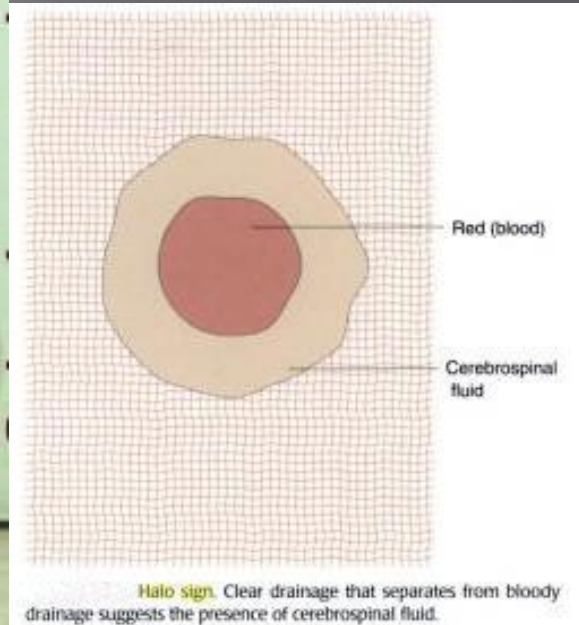 Red (blood)
Cerebrospinal
fluid
Halo sign. Clear drainage that separates from bloody
drainage suggests the presence of cerebrospinal fluid.